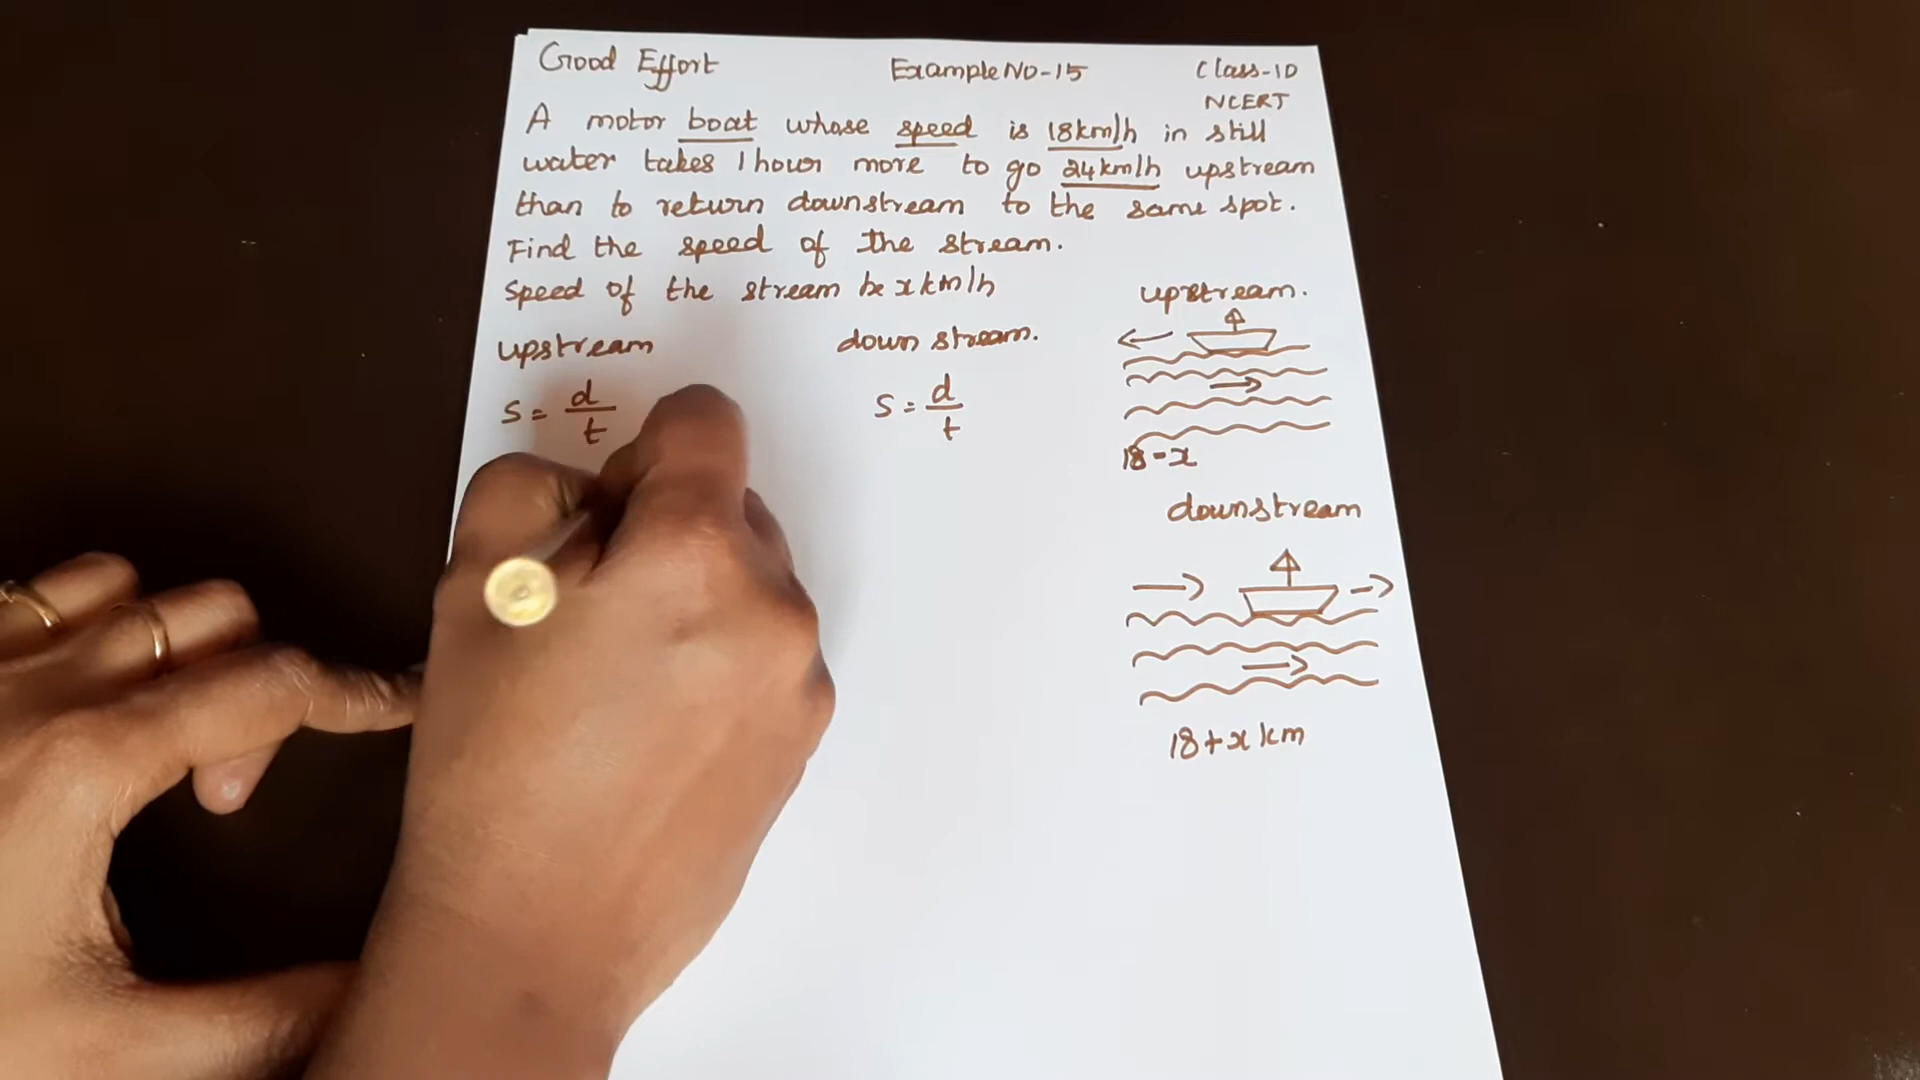 Good Effort Example No-15 Class-10
NCERT
A motor boat whose speed is 18km/h in still
water takes 1 hour more to go 24km/h upstream
than to return downstream to the same spot.
Find the speed of the stream.
Speed of the stream be x km/h
upstream down stream.
S = d/t S = d/t
upstream.
18-x
downstream
18+x km